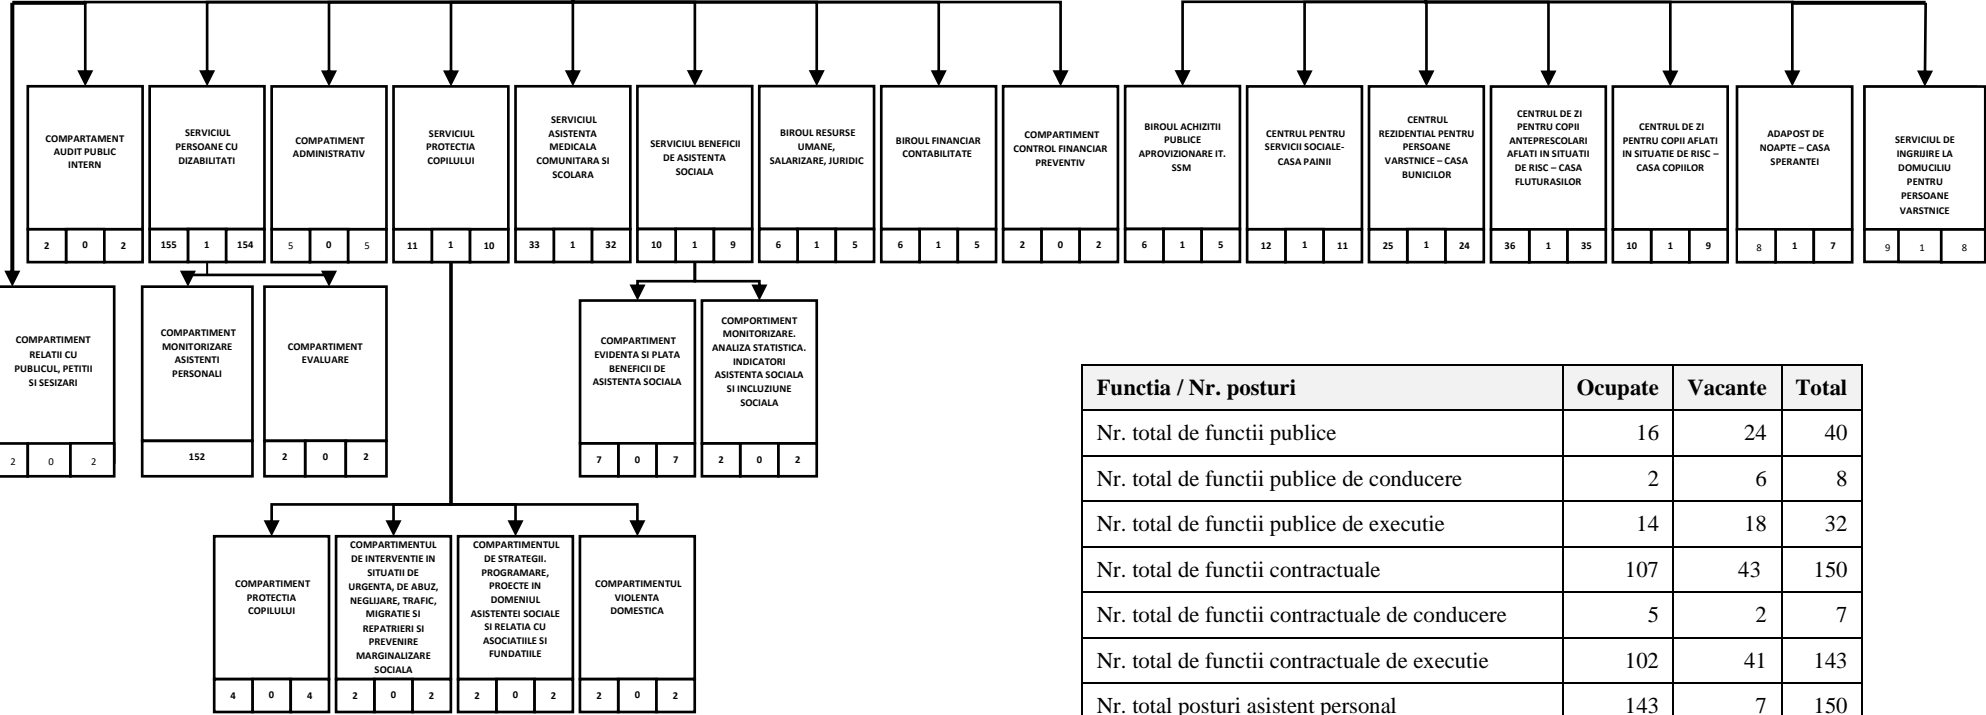 COMPARTAMENT
AUDIT PUBLIC
INTERN
2 0 2
SERVICIUL
PERSOANE CU
DIZABILITATI
155 1 154
COMPATIMENT
ADMINISTRATIV
5 0 5
SERVICIUL
PROTECTIA
COPILULUI
11 1 10
SERVICIUL
ASISTENTA
MEDICALA
COMUNITARA SI
SCOLARA
33 1 32
SERVICIUL BENEFICII
DE ASISTENTA
SOCIALA
10 1 9
BIROUL RESURSE
UMANE,
SALARIZARE, JURIDIC
6 1 5
BIROUL FINANCIAR
CONTABILITATE
6 1 5
COMPARTIMENT
CONTROL FINANCIAR
PREVENTIV
2 0 2
BIROUL ACHIZITII
PUBLICE
APROVIZIONARE IT.
SSM
6 1 5
CENTRUL PENTRU
SERVICII SOCIALE-
CASA PAINII
12 1 11
CENTRUL
REZIDENTIAL PENTRU
PERSOANE
VARSTNICE – CASA
BUNICILOR
25 1 24
CENTRUL DE ZI
PENTRU COPII
ANTEPRESCOLARI
AFLATI IN SITUATII
DE RISC – CASA
FLUTURASILOR
36 1 35
CENTRUL DE ZI
PENTRU COPII AFLATI
IN SITUATIE DE RISC –
CASA COPIILOR
10 1 9
ADAPOST DE
NOAPTE – CASA
SPERANTEI
8 1 7
SERVICIUL DE
INGRIJIRE LA
DOMUCILIU
PENTRU
PERSOANE
VARSTNICE
9 1 8
COMPARTIMENT
RELATII CU
PUBLICUL, PETITII
SI SESIZARI
2 0 2
COMPARTIMENT
MONITORIZARE
ASISTENTI
PERSONALI
152
COMPARTIMENT
EVALUARE
2 0 2
COMPARTIMENT
EVIDENTA SI PLATA
BENEFICII DE
ASISTENTA SOCIALA
7 0 7
COMPORTIMENT
MONITORIZARE.
ANALIZA STATISTICA.
INDICATORI
ASISTENTA SOCIALA
SI INCLUZIUNE
SOCIALA
2 0 2
COMPARTIMENT
PROTECTIA
COPILULUI
4 0 4
COMPARTIMENTUL
DE INTERVENTIE IN
SITUATII DE
URGENTA, DE ABUZ,
NEGLIJARE, TRAFIC,
MIGRATIE SI
REPATRIERI SI
PREVENIRE
MARGINALIZARE
SOCIALA
2 0 2
COMPARTIMENTUL
DE STRATEGII.
PROGRAMARE,
PROECTE IN
DOMENIUL
ASISTENTEI SOCIALE
SI RELATIA CU
ASOCIATIILE SI
FUNDATIILE
2 0 2
COMPARTIMENTUL
VIOLENTA
DOMESTICA
2 0 2
Functia / Nr. posturi Ocupate Vacante Total
Nr. total de functii publice 16 24 40
Nr. total de functii publice de conducere 2 6 8
Nr. total de functii publice de executie 14 18 32
Nr. total de functii contractuale 107 43 150
Nr. total de functii contractuale de conducere 5 2 7
Nr. total de functii contractuale de executie 102 41 143
Nr. total posturi asistent personal 143 7 150